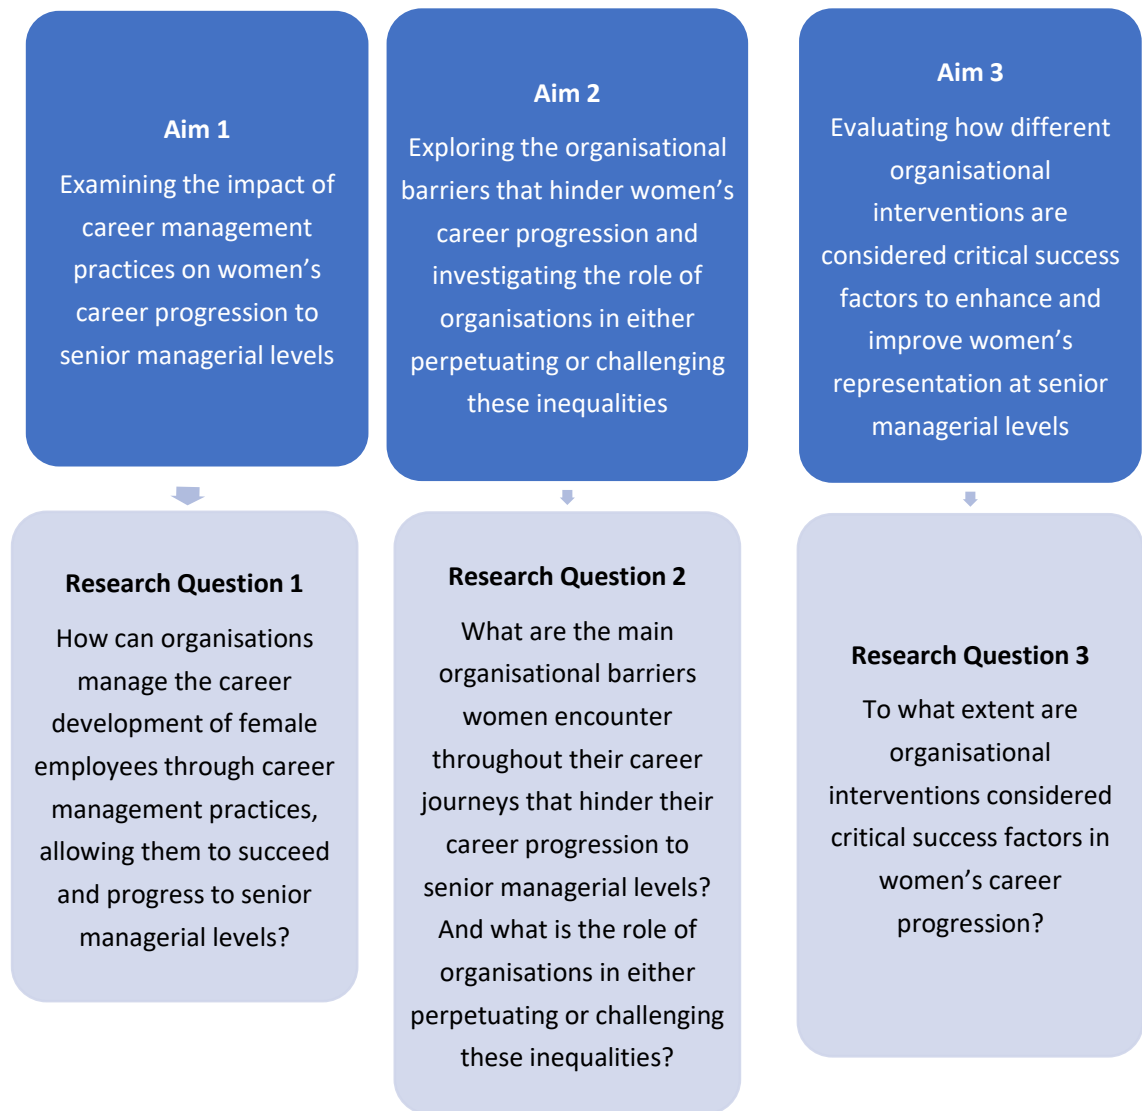 Aim 1
Examining the impact of
career management
practices on women’s
career progression to
senior managerial levels
Aim 2
Exploring the organisational
barriers that hinder women’s
career progression and
investigating the role of
organisations in either
perpetuating or challenging
these inequalities
Aim 3
Evaluating how different
organisational
interventions are
considered critical success
factors to enhance and
improve women’s
representation at senior
managerial levels
Research Question 1
How can organisations
manage the career
development of female
employees through career
management practices,
allowing them to succeed
and progress to senior
managerial levels?
Research Question 2
What are the main
organisational barriers
women encounter
throughout their career
journeys that hinder their
career progression to
senior managerial levels?
And what is the role of
organisations in either
perpetuating or challenging
these inequalities?
Research Question 3
To what extent are
organisational
interventions considered
critical success factors in
women’s career
progression?